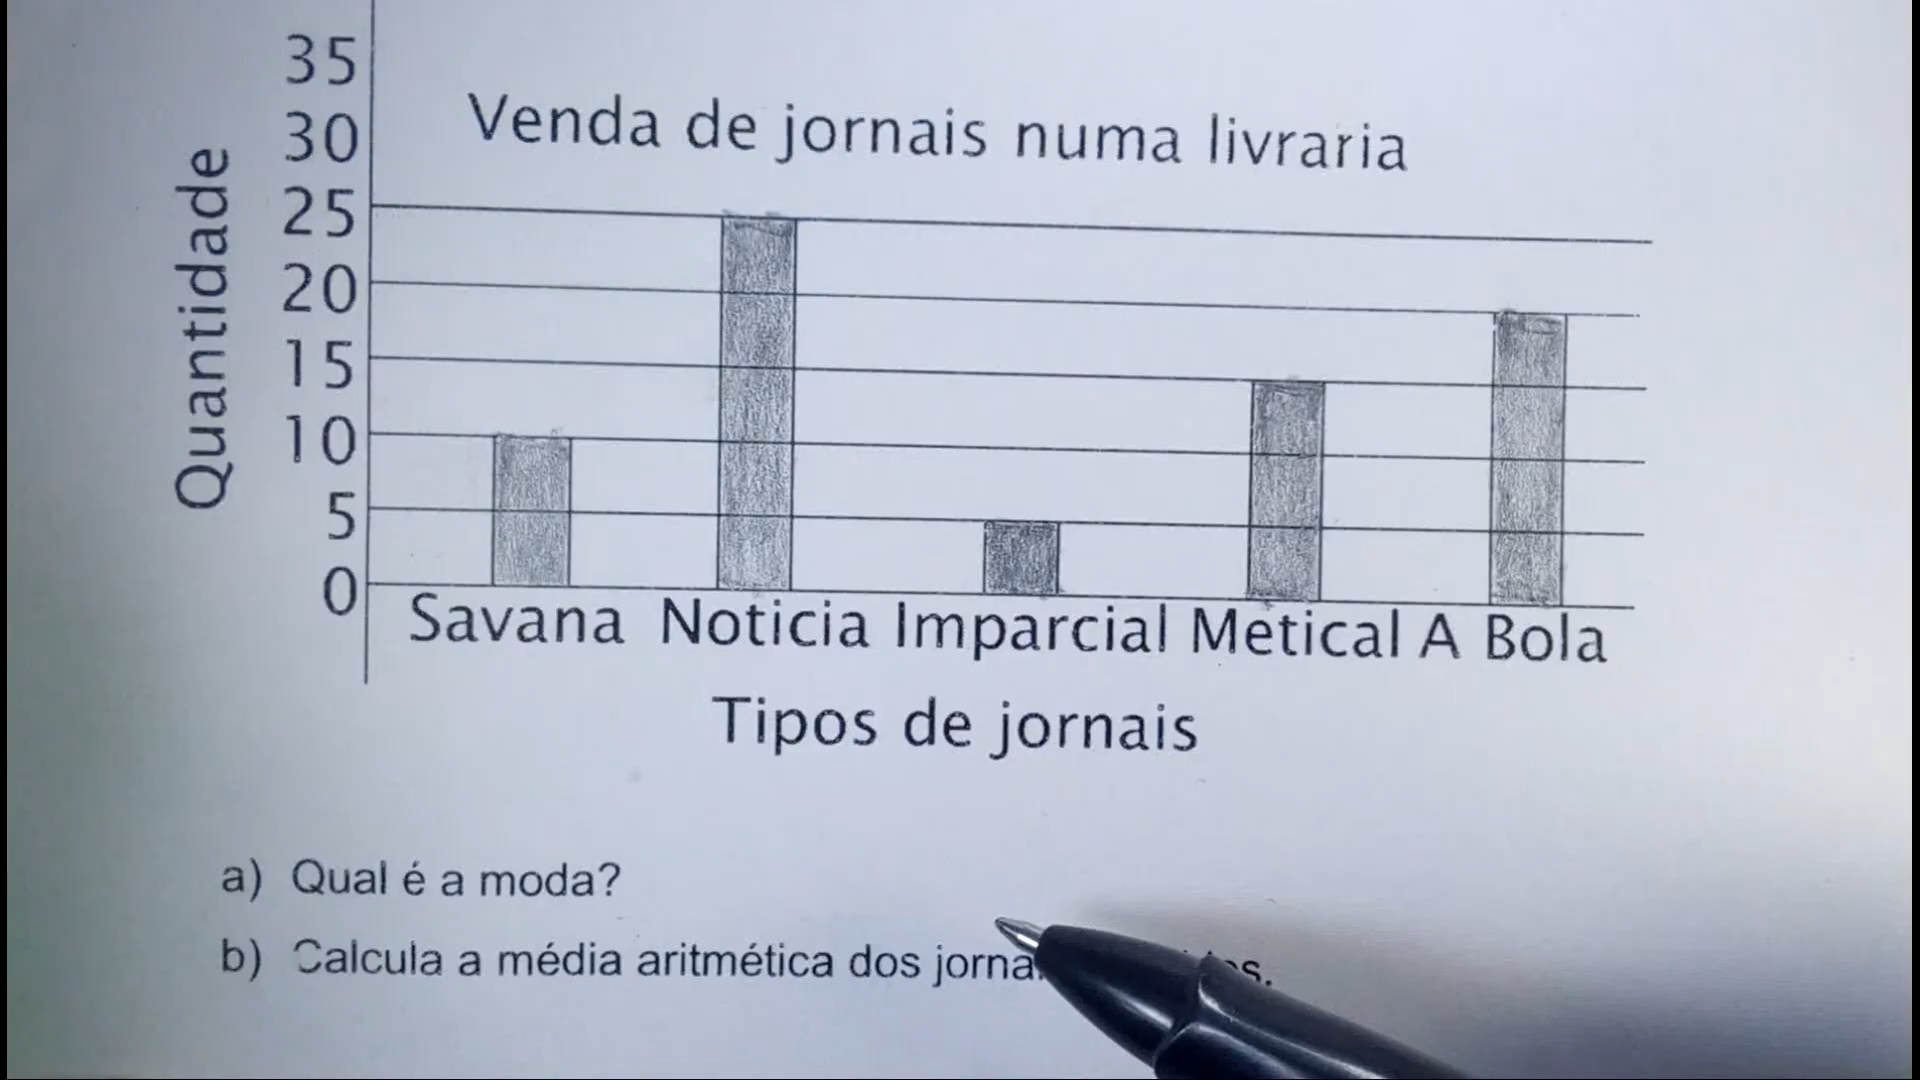 Venda de jornais numa livraria
Quantidade
35
30
25
20
15
10
5
0
Savana Noticia Imparcial Metical A Bola
Tipos de jornais
a) Qual é a moda?
b) Calcula a média aritmética dos